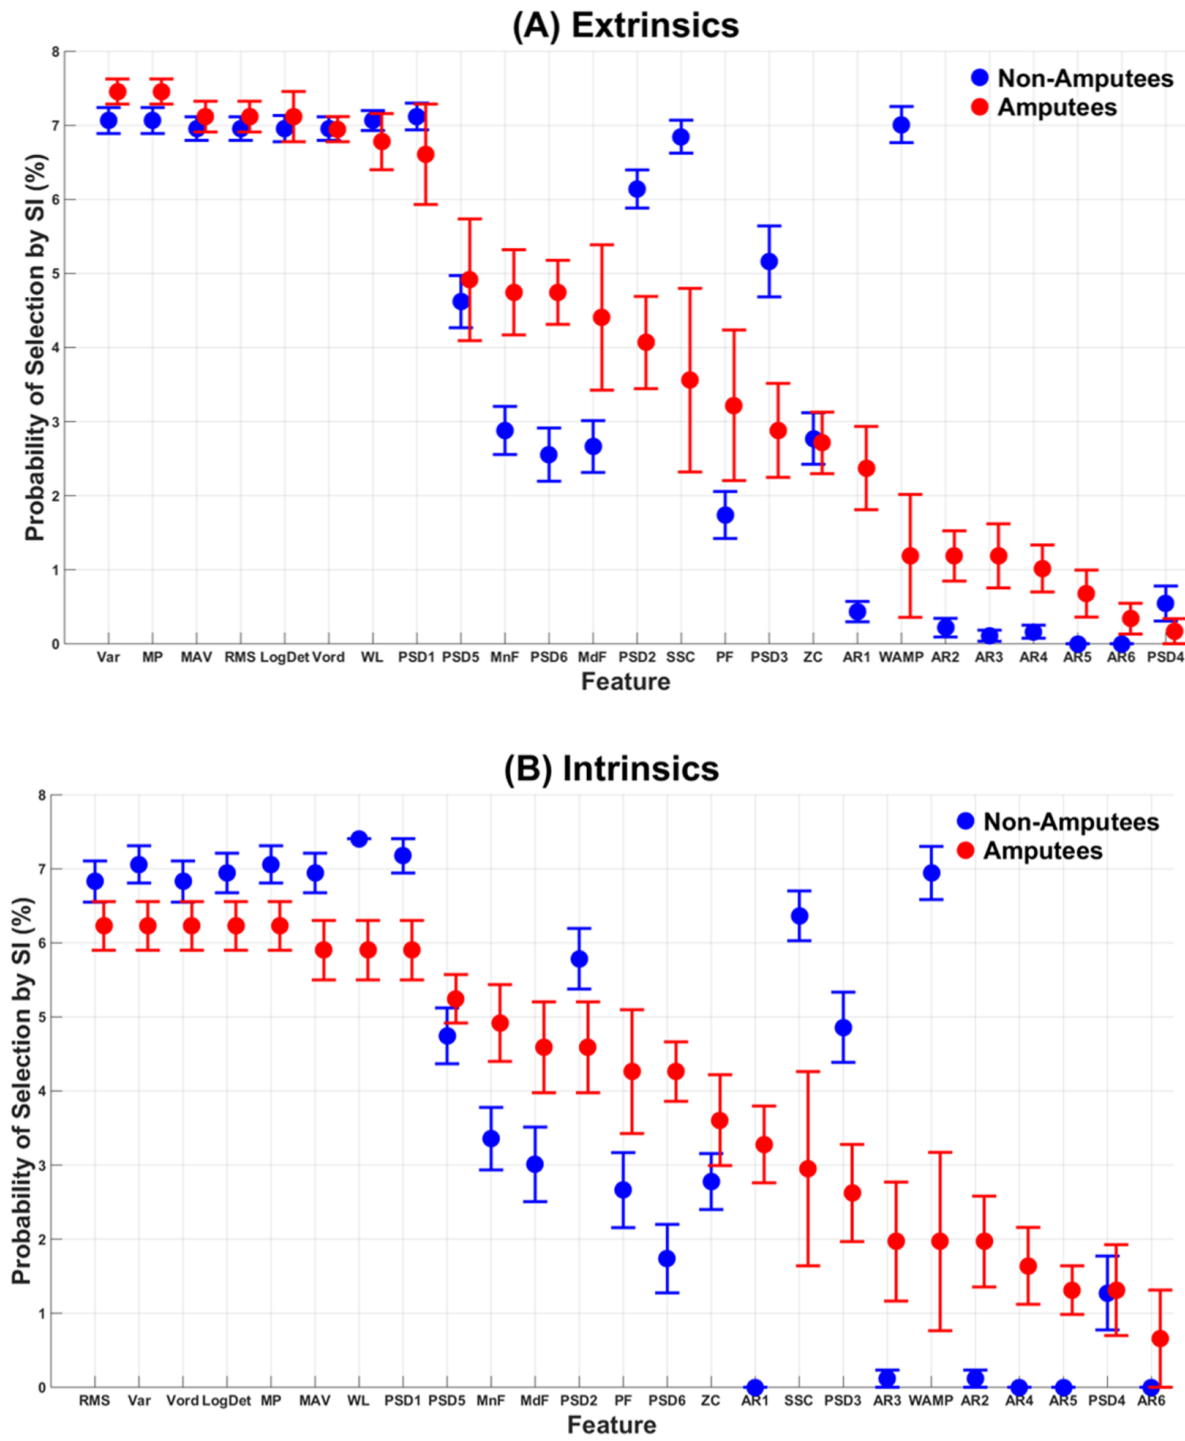 (A) Extrinsics
Non-Amputees
Amputees
Probability of Selection by SI (%)
8
7
6
5
4
3
2
1
0
Var MP MAV RMS LogDet Vord WL PSD1 PSD5 MnF PSD6 MdF PSD2 SSC PF PSD3 ZC AR1 WAMP AR2 AR3 AR4 AR5 AR6 PSD4
Feature
(B) Intrinsics
Non-Amputees
Amputees
Probability of Selection by SI (%)
8
7
6
5
4
3
2
1
0
RMS Var Vord LogDet MP MAV WL PSD1 PSD5 MnF MdF PSD2 PF PSD6 ZC AR1 SSC PSD3 AR3 WAMP AR2 AR4 AR5 PSD4 AR6
Feature